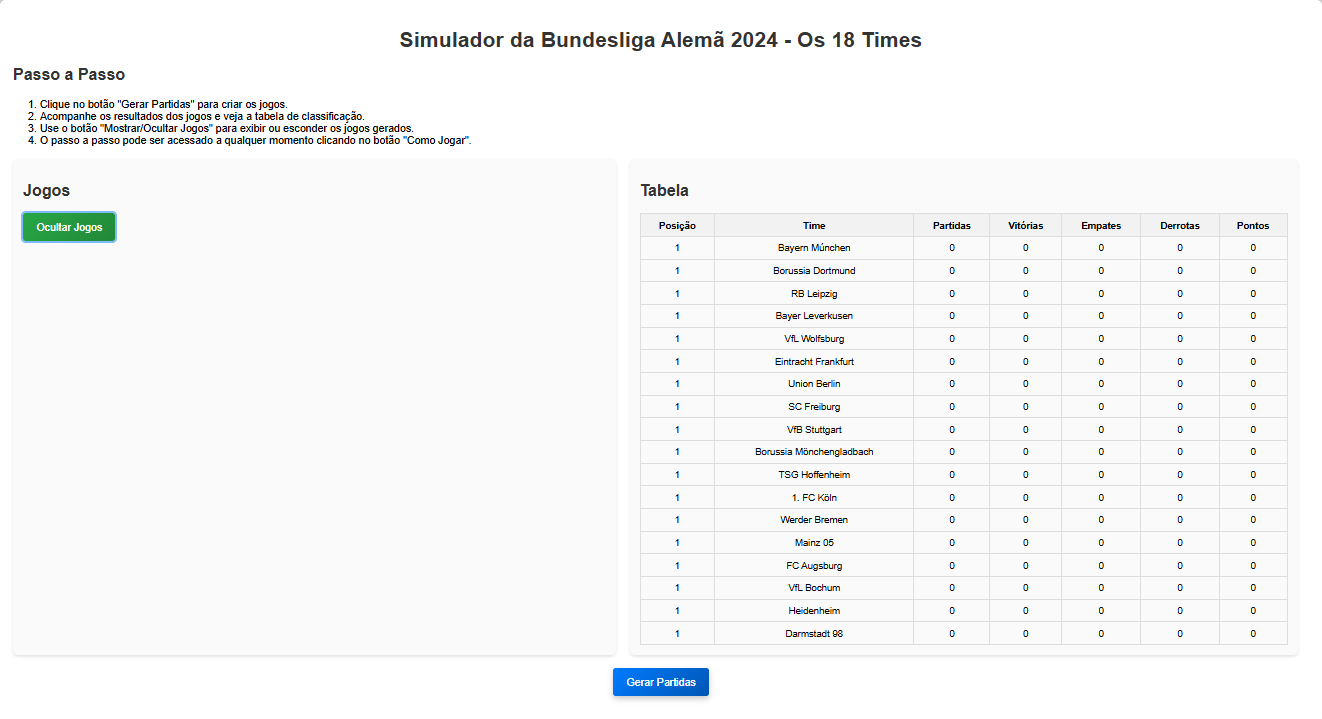 Simulador da Bundesliga Alemã 2024 - Os 18 Times
Passo a Passo
1. Clique no botão "Gerar Partidas" para criar os jogos.
2. Acompanhe os resultados dos jogos e veja a tabela de classificação.
3. Use o botão "Mostrar/Ocultar Jogos" para exibir ou esconder os jogos gerados.
4. O passo a passo pode ser acessado a qualquer momento clicando no botão "Como Jogar".
Jogos
Ocultar Jogos
Tabela
Posição Time Partidas Vitórias Empates Derrotas Pontos
1 Bayern Múnchen 0 0 0 0 0
1 Borussia Dortmund 0 0 0 0 0
1 RB Leipzig 0 0 0 0 0
1 Bayer Leverkusen 0 0 0 0 0
1 VfL Wolfsburg 0 0 0 0 0
1 Eintracht Frankfurt 0 0 0 0 0
1 Union Berlin 0 0 0 0 0
1 SC Freiburg 0 0 0 0 0
1 VfB Stuttgart 0 0 0 0 0
1 Borussia Mönchengladbach 0 0 0 0 0
1 TSG Hoffenheim 0 0 0 0 0
1 1. FC Köln 0 0 0 0 0
1 Werder Bremen 0 0 0 0 0
1 Mainz 05 0 0 0 0 0
1 FC Augsburg 0 0 0 0 0
1 VfL Bochum 0 0 0 0 0
1 Heidenheim 0 0 0 0 0
1 Darmstadt 98 0 0 0 0 0
Gerar Partidas